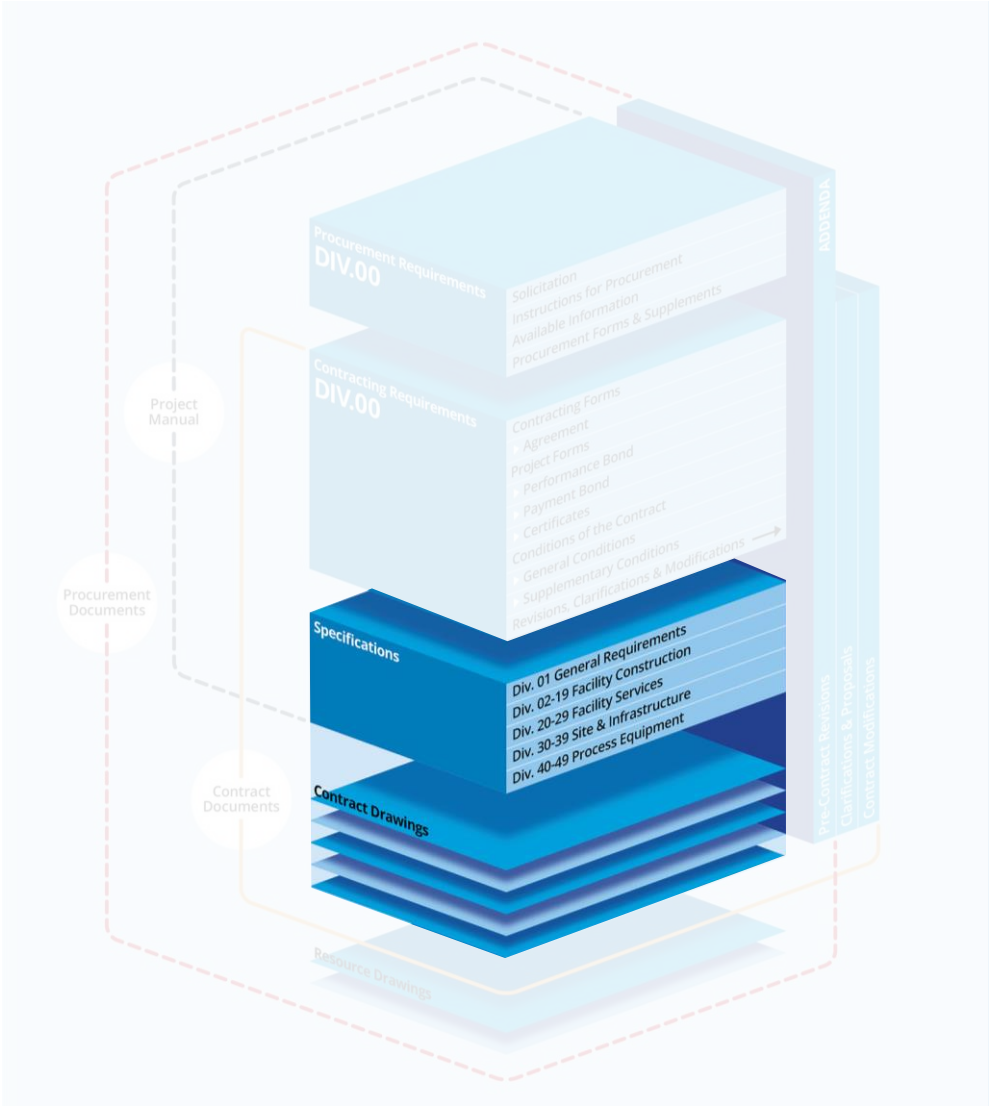 ADDENDA
Procurement Requirements
DIV.00
Solicitation
Instructions for Procurement
Available Information
Procurement Forms & Supplements
Contracting Requirements
DIV.00
Contracting Forms
Agreement
Project Forms
Performance Bond
Payment Bond
Certificates
Conditions of the Contract
General Conditions
Supplementary Conditions
Revisions, Clarifications & Modifications
Project
Manual
Procurement
Documents
Specifications
Div. 01 General Requirements
Div. 02-19 Facility Construction
Div. 20-29 Facility Services
Div. 30-39 Site & Infrastructure
Div. 40-49 Process Equipment
Pre-Contract Revisions
Clarifications & Proposals
Contract Modifications
Contract
Documents
Contract Drawings
Resource Drawings